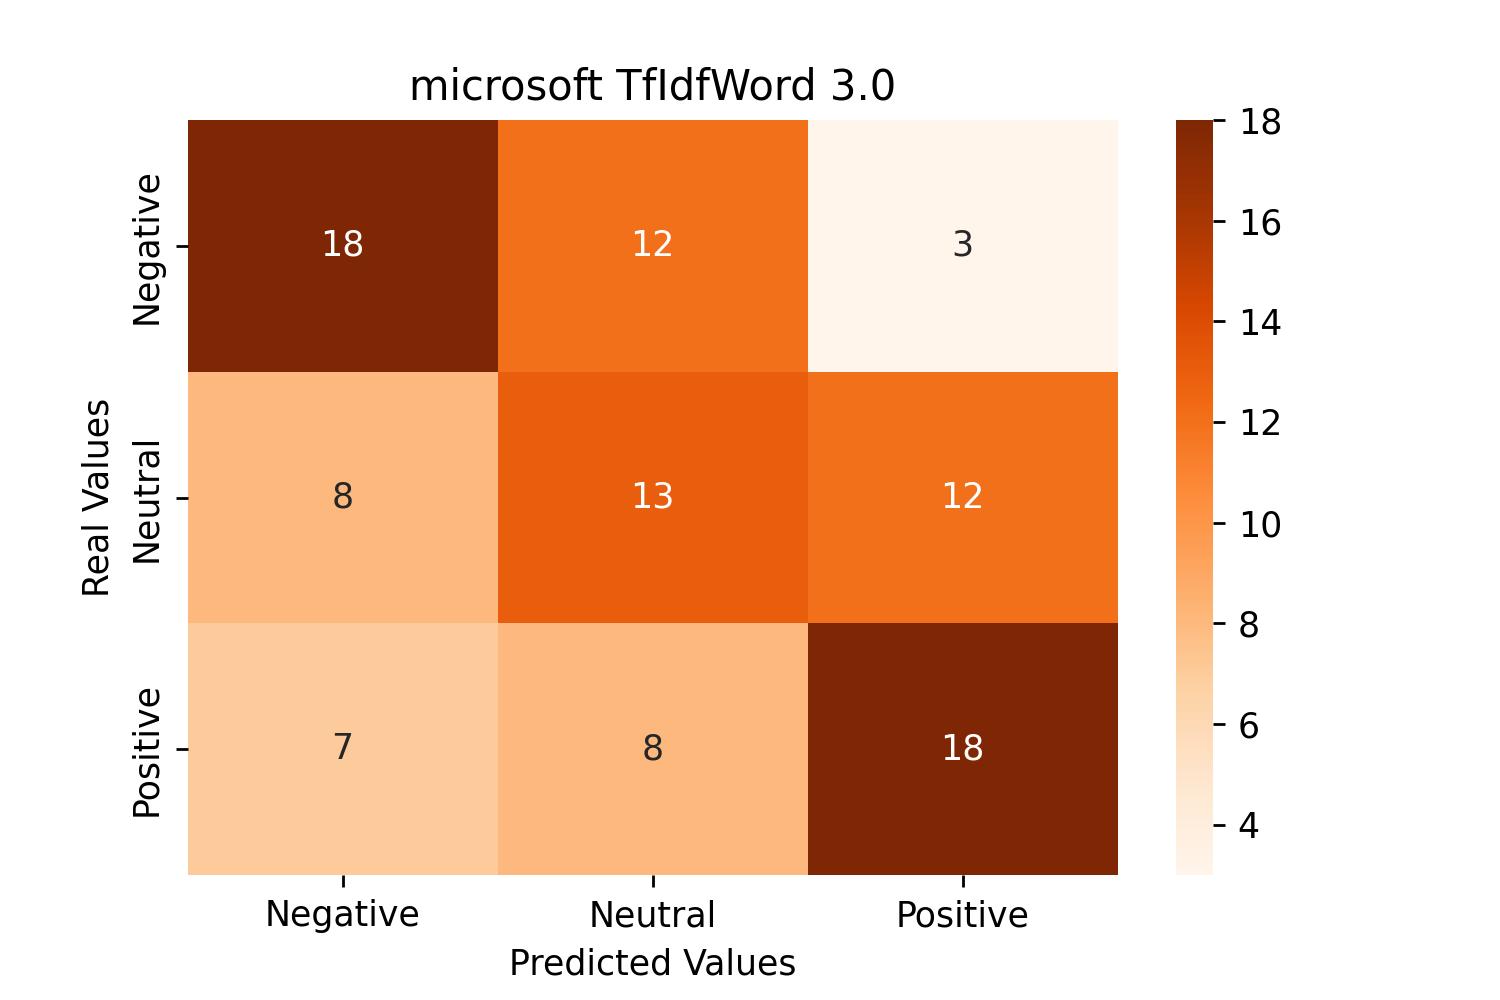 microsoft TfIdfWord 3.0
Real Values
Negative
18 12 3
Neutral
8 13 12
Positive
7 8 18
Negative Neutral Positive
Predicted Values
18
16
14
12
10
8
6
4